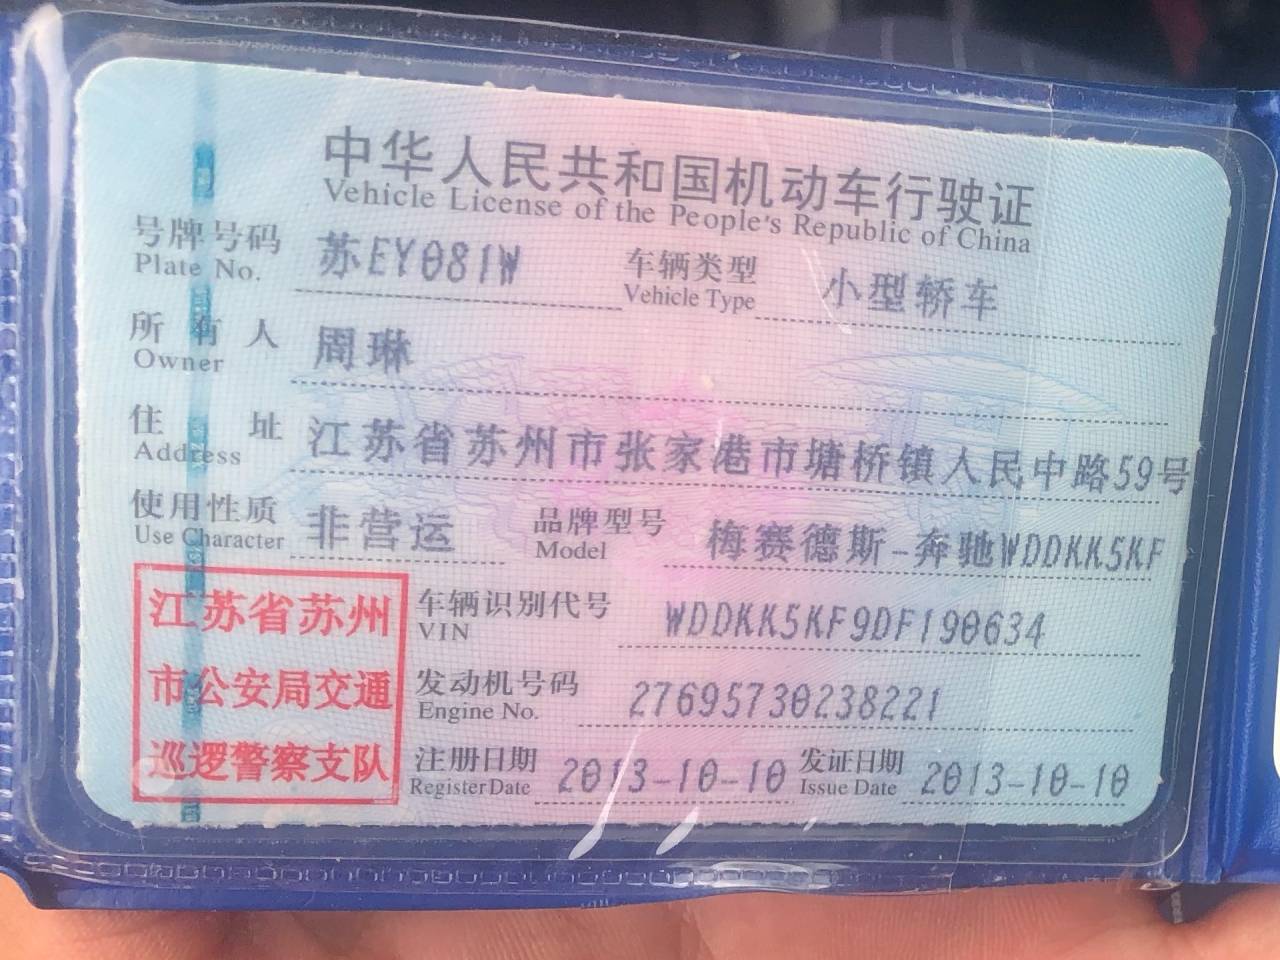 中华人民共和国机动车行驶证
Vehicle License of the People's Republic of China
号牌号码 苏EY081W 车辆类型 小型轿车
Plate No. Vehicle Type
所有人 周琳
Owner
住址 江苏省苏州市张家港市塘桥镇人民中路59号
Address
使用性质 非营运 品牌型号 梅赛德斯-奔驰WDDKK5KF
Use Character Model
江苏省苏州
市公安局交通
巡逻警察支队
车辆识别代号 WDDKK5KF9DF190634
VIN
发动机号码 27695730238221
Engine No.
注册日期 2013-10-10 发证日期 2013-10-10
Register Date Issue Date